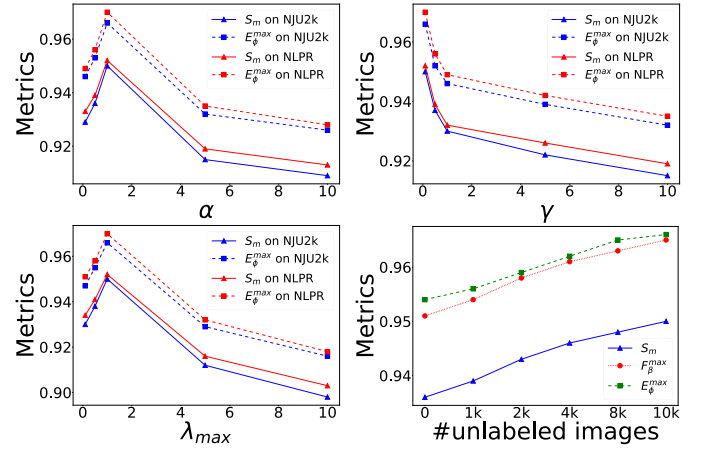 Metrics
0.96
0.94
0.92
0 2 4 6 8 10
α
S_m on NJU2k
E_ϕ^max on NJU2k
S_m on NLPR
E_ϕ^max on NLPR
Metrics
0.96
0.94
0.92
0 2 4 6 8 10
γ
S_m on NJU2k
E_ϕ^max on NJU2k
S_m on NLPR
E_ϕ^max on NLPR
Metrics
0.96
0.94
0.92
0.90
0 2 4 6 8 10
λ_max
S_m on NJU2k
E_ϕ^max on NJU2k
S_m on NLPR
E_ϕ^max on NLPR
Metrics
0.96
0.95
0.94
0 1k 2k 4k 8k 10k
#unlabeled images
S_m
F_β^max
E_ϕ^max